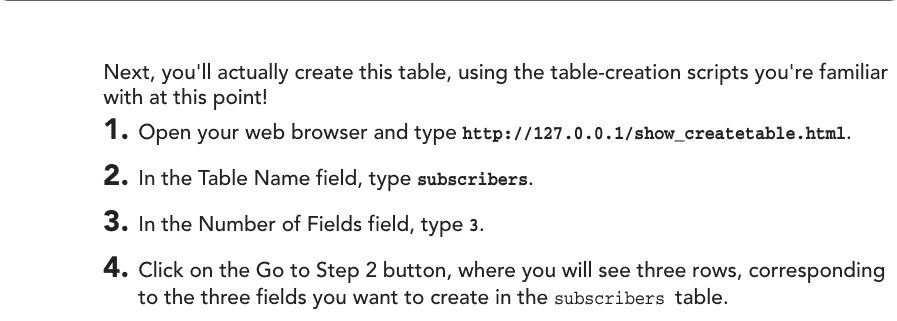 Next, you'll actually create this table, using the table-creation scripts you're familiar
with at this point!
1. Open your web browser and type http://127.0.0.1/show_createtable.html.
2. In the Table Name field, type subscribers.
3. In the Number of Fields field, type 3.
4. Click on the Go to Step 2 button, where you will see three rows, corresponding
to the three fields you want to create in the subscribers table.